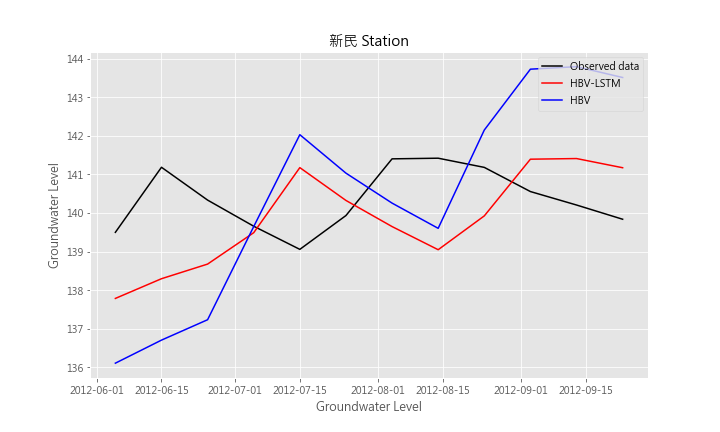 新民 Station
144
143
142
141
140
139
138
137
136
Groundwater Level
Observed data
HBV-LSTM
HBV
2012-06-01
2012-06-15
2012-07-01
2012-07-15
2012-08-01
2012-08-15
2012-09-01
2012-09-15
Groundwater Level